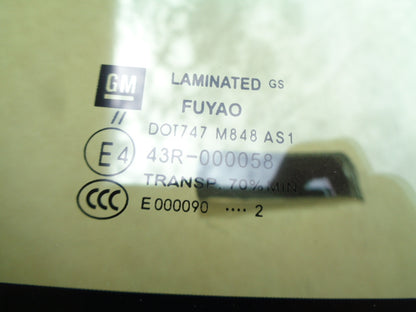 GM
LAMINATED GS
FUYAO
//
DOT747 M848 AS1
E4 43R-000058
TRANSP. 70% MIN
CCC E000090 .... 2